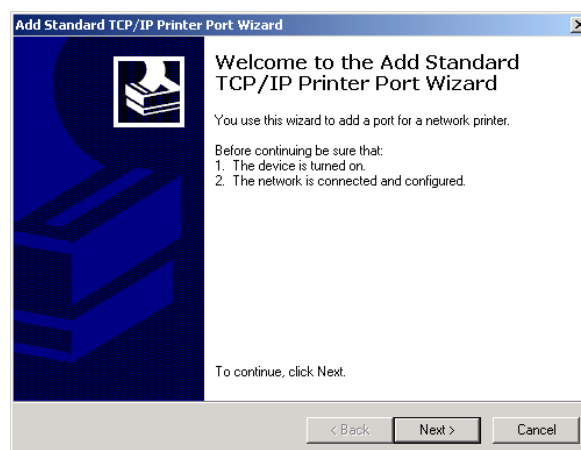 Add Standard TCP/IP Printer Port Wizard
Welcome to the Add Standard
TCP/IP Printer Port Wizard
You use this wizard to add a port for a network printer.
Before continuing be sure that:
1. The device is turned on.
2. The network is connected and configured.
To continue, click Next.
< Back Next > Cancel